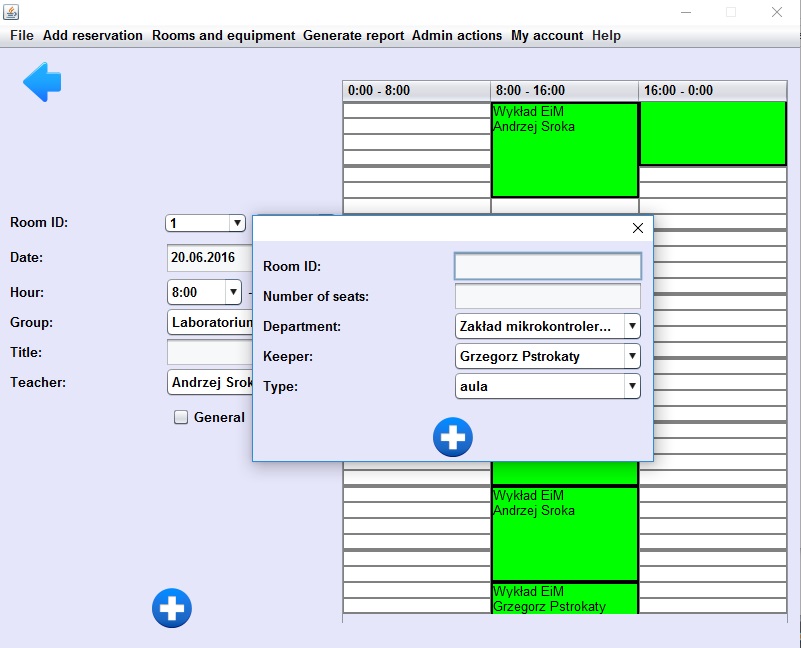 File Add reservation Rooms and equipment Generate report Admin actions My account Help
0:00 - 8:00 8:00 - 16:00 16:00 - 0:00
Wykład EiM
Andrzej Sroka
Room ID: 1
Date: 20.06.2016
Hour: 8:00 -
Group: Laboratorium
Title:
Teacher: Andrzej Srok
General
Room ID:
Number of seats:
Department: Zakład mikrokontroler...
Keeper: Grzegorz Pstrokaty
Type: aula
Wykład EiM
Andrzej Sroka
Wykład EiM
Grzegorz Pstrokaty